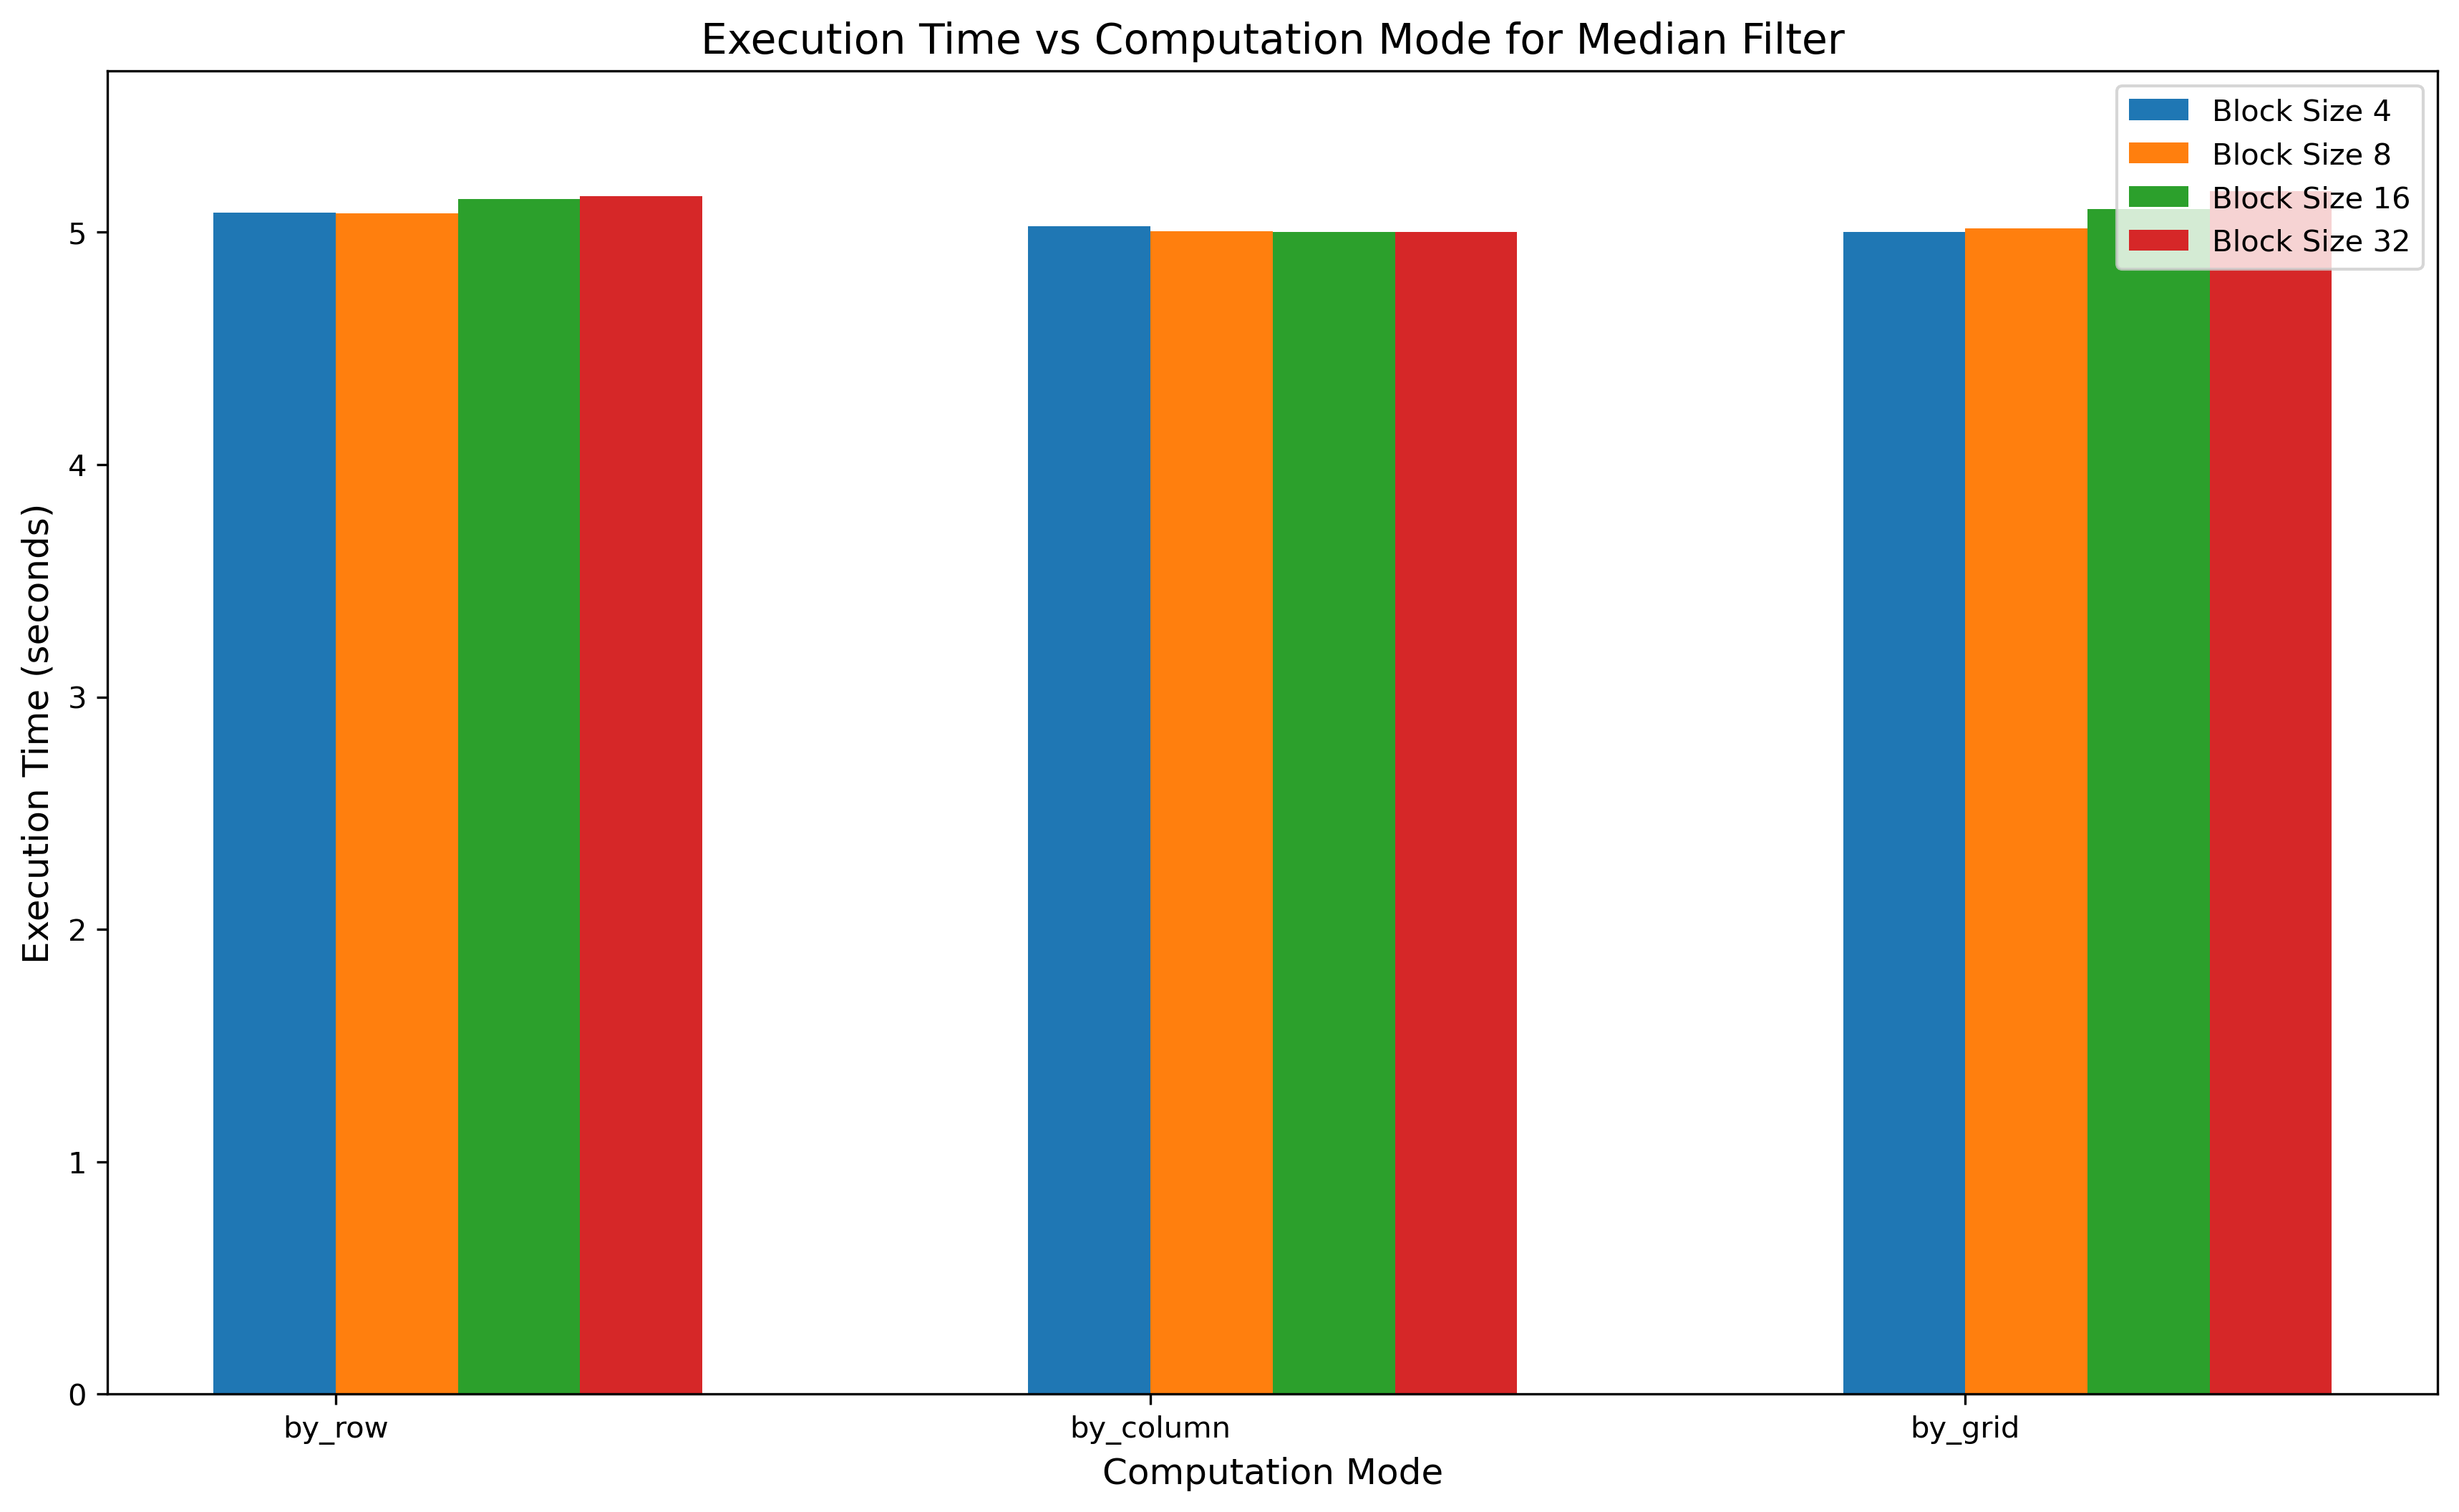 Execution Time vs Computation Mode for Median Filter
Block Size 4
Block Size 8
Block Size 16
Block Size 32
Execution Time (seconds)
5
4
3
2
1
0
by_row
by_column
by_grid
Computation Mode